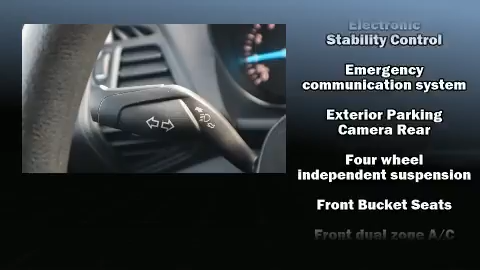 Electronic
Stability Control
Emergency
communication system
Exterior Parking
Camera Rear
Four wheel
independent suspension
Front Bucket Seats
Front dual zone A/C